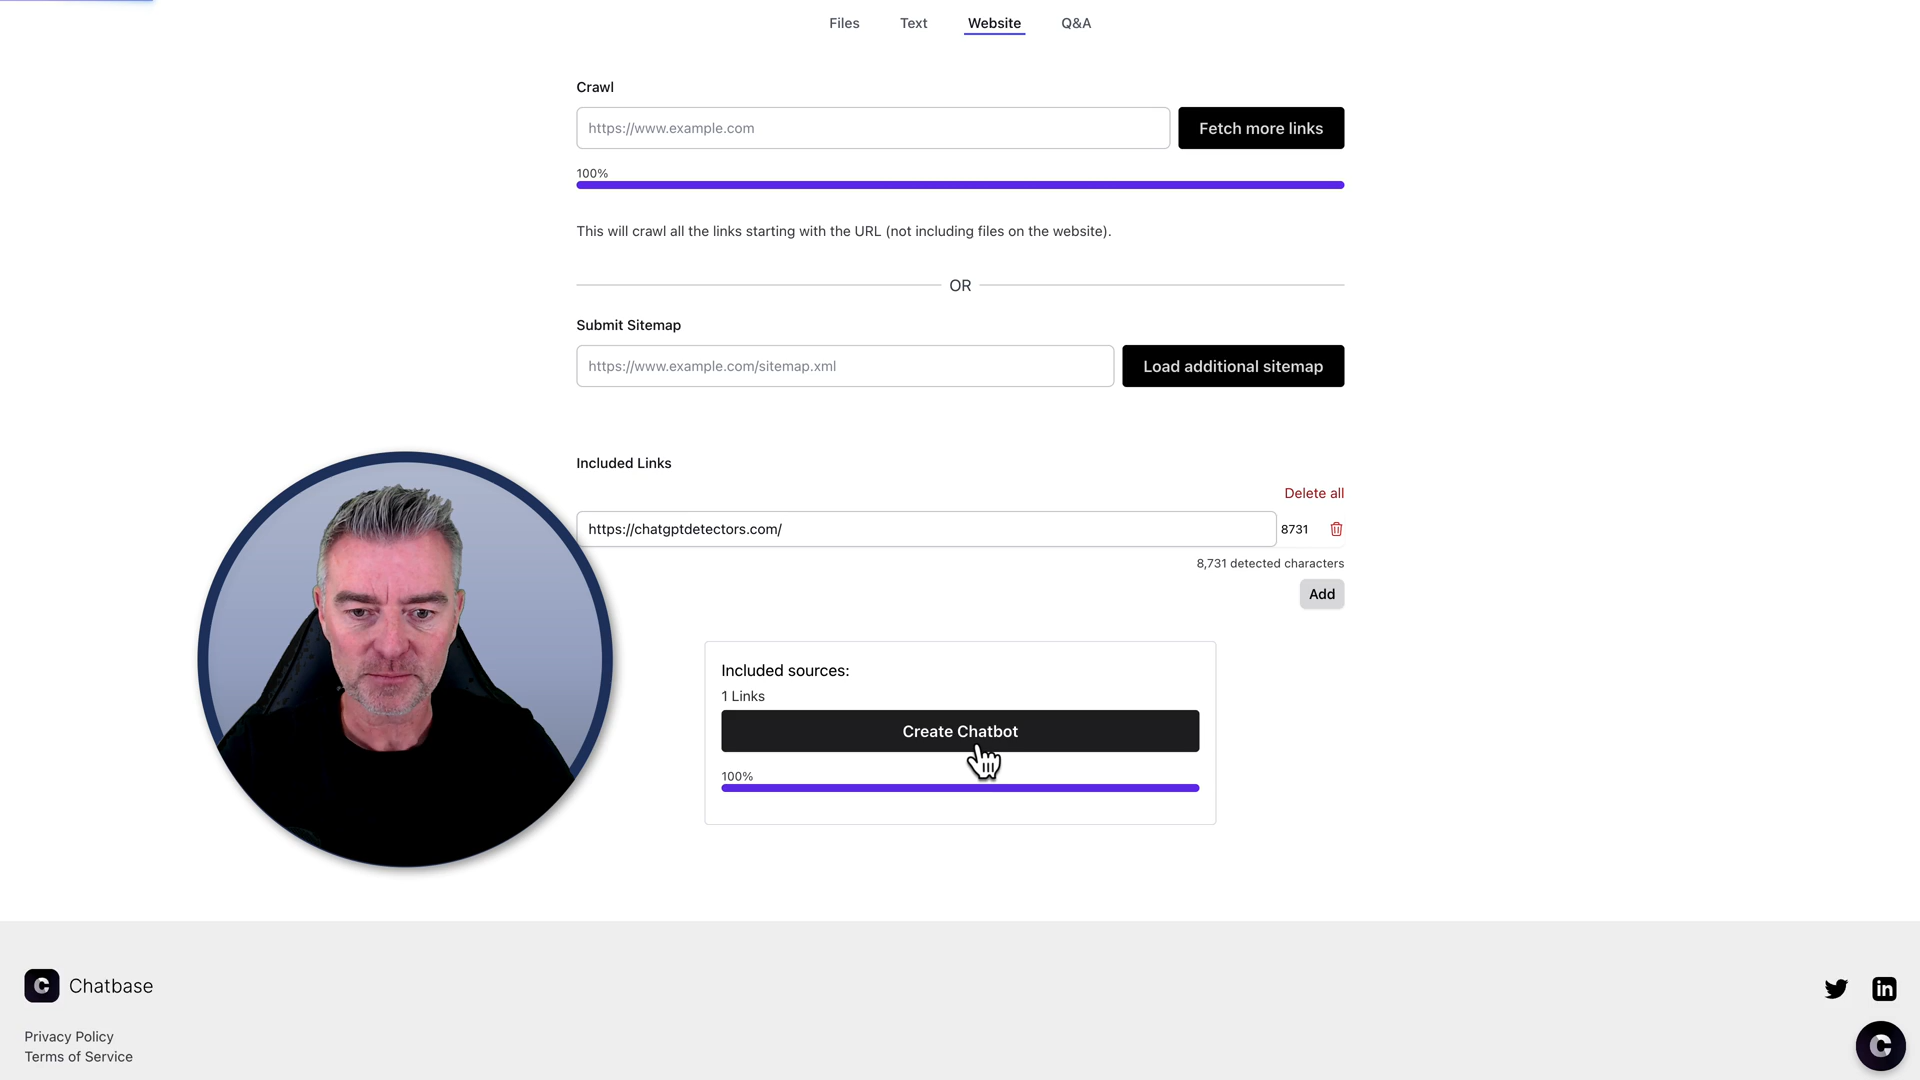 Files
Text
Website
Q&A
Crawl
https://www.example.com
Fetch more links
100%
This will crawl all the links starting with the URL (not including files on the website).
OR
Submit Sitemap
https://www.example.com/sitemap.xml
Load additional sitemap
Included Links
Delete all
https://chatgptdetectors.com/
8731
8,731 detected characters
Add
Included sources:
1 Links
Create Chatbot
100%
C Chatbase
in
Privacy Policy
Terms of Service
C